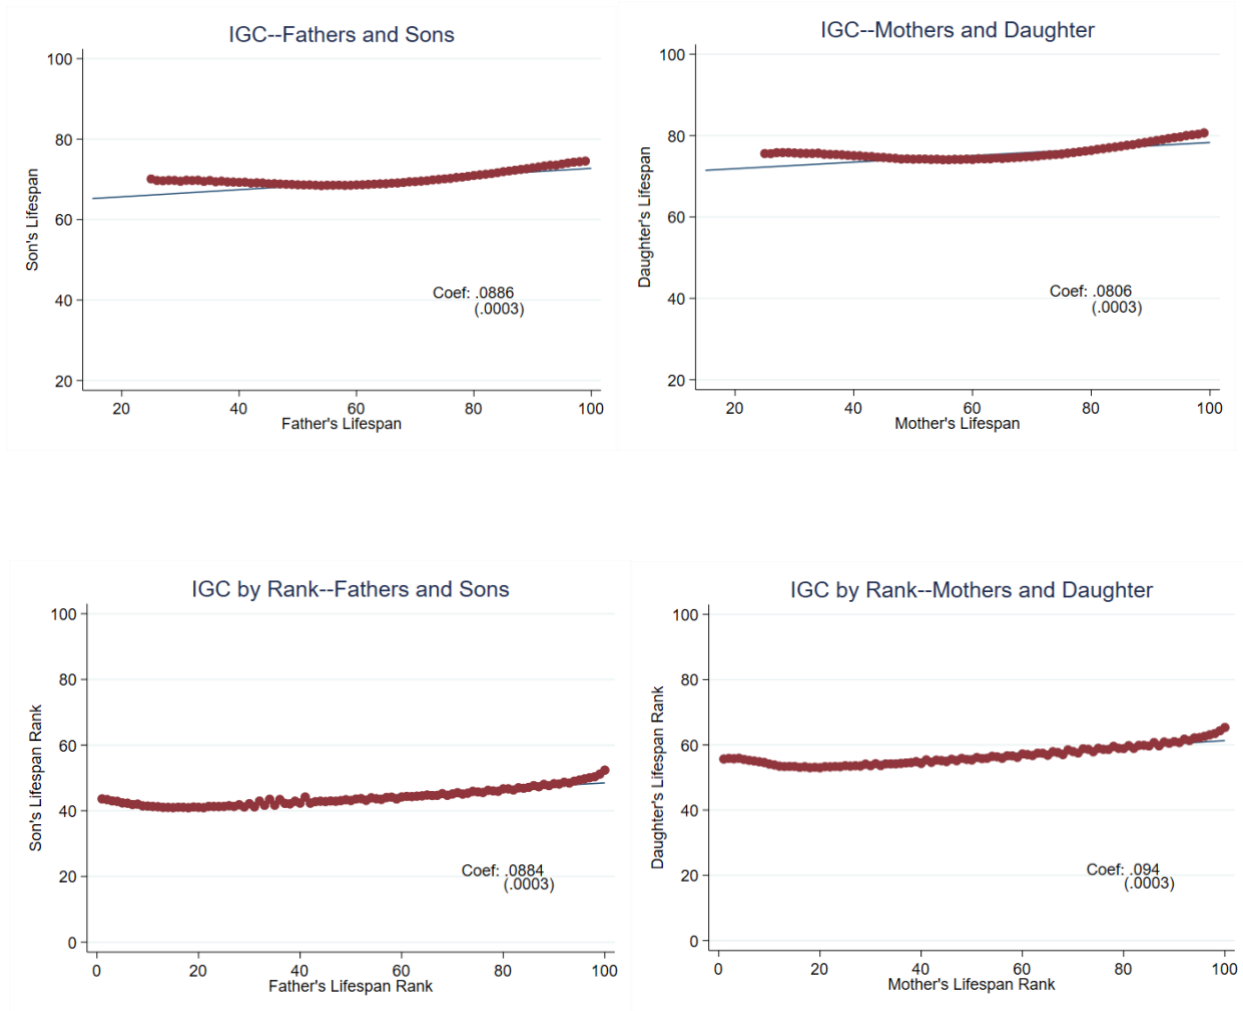 IGC--Fathers and Sons
100
80
60
40
20
Son's Lifespan
Coef: .0886
(.0003)
20 40 60 80 100
Father's Lifespan
IGC--Mothers and Daughter
100
80
60
40
20
Daughter's Lifespan
Coef: .0806
(.0003)
20 40 60 80 100
Mother's Lifespan
IGC by Rank--Fathers and Sons
100
80
60
40
20
0
Son's Lifespan Rank
Coef: .0884
(.0003)
0 20 40 60 80 100
Father's Lifespan Rank
IGC by Rank--Mothers and Daughter
100
80
60
40
20
0
Daughter's Lifespan Rank
Coef: .094
(.0003)
0 20 40 60 80 100
Mother's Lifespan Rank